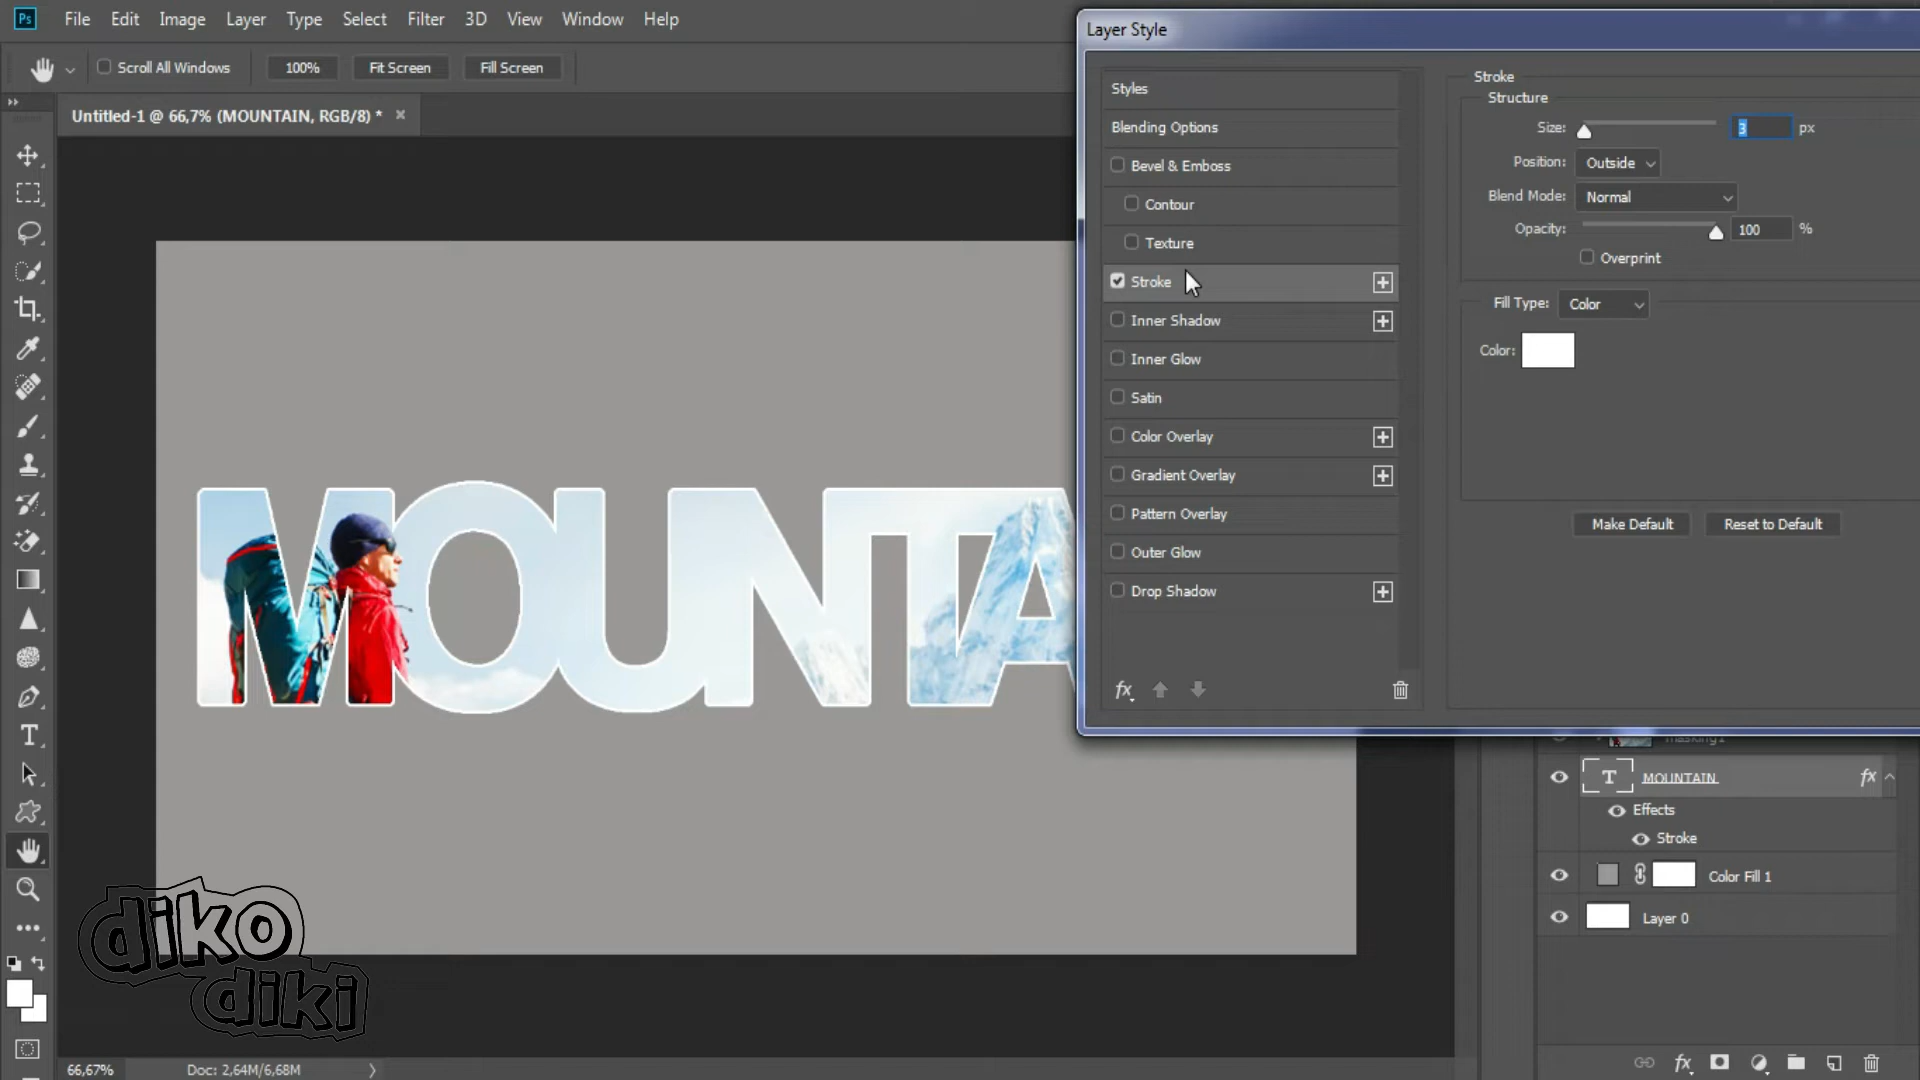 Ps File Edit Image Layer Type Select Filter 3D View Window Help
Layer Style
Scroll All Windows 100% Fit Screen Fill Screen
Untitled-1 @ 66,7% (MOUNTAIN, RGB/8) *
Styles
Blending Options
Bevel & Emboss
Contour
Texture
Stroke
Inner Shadow
Inner Glow
Satin
Color Overlay
Gradient Overlay
Pattern Overlay
Outer Glow
Drop Shadow
fx
Stroke
Structure
Size: 3 px
Position: Outside
Blend Mode: Normal
Opacity: 100 %
Overprint
Fill Type: Color
Color:
Make Default Reset to Default
MOUNTA
masking1
T MOUNTAIN fx
Effects
Stroke
Color Fill 1
Layer 0
diko
diki
66,67% Doc: 2,64M/6,68M
fx